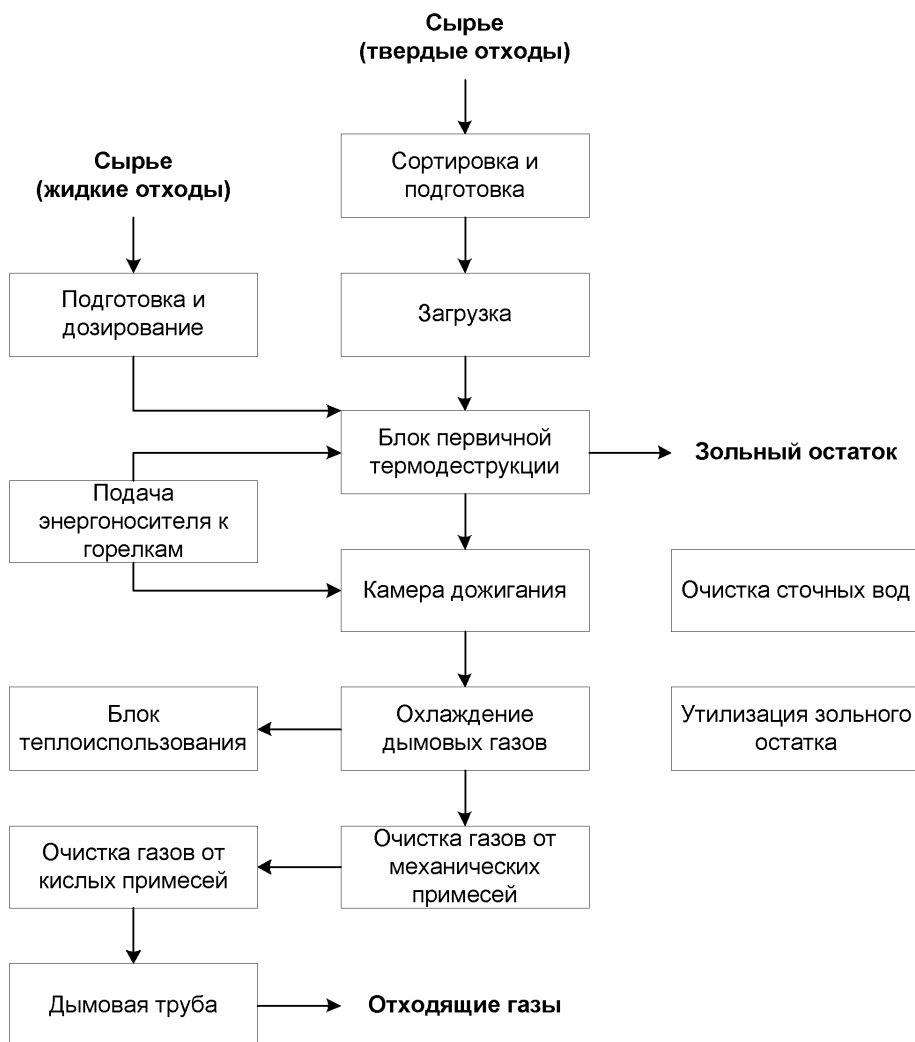 Сырье
(твердые отходы)
Сортировка и
подготовка
Сырье
(жидкие отходы)
Подготовка и
дозирование
Загрузка
Блок первичной
термодеструкции
Зольный остаток
Подача
энергоносителя к
горелкам
Камера дожигания
Очистка сточных вод
Блок
теплоиспользования
Охлаждение
дымовых газов
Утилизация зольного
остатка
Очистка газов от
кислых примесей
Очистка газов от
механических
примесей
Дымовая труба
Отходящие газы